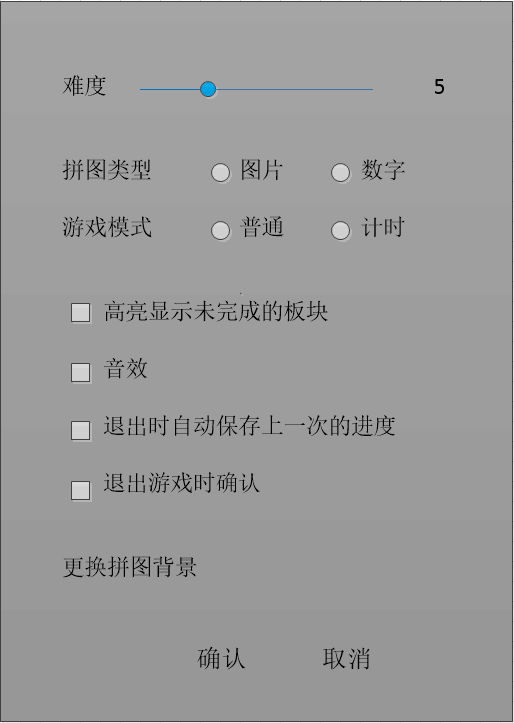 难度 5
拼图类型 图片 数字
游戏模式 普通 计时
高亮显示未完成的板块
音效
退出时自动保存上一次的进度
退出游戏时确认
更换拼图背景
确认 取消